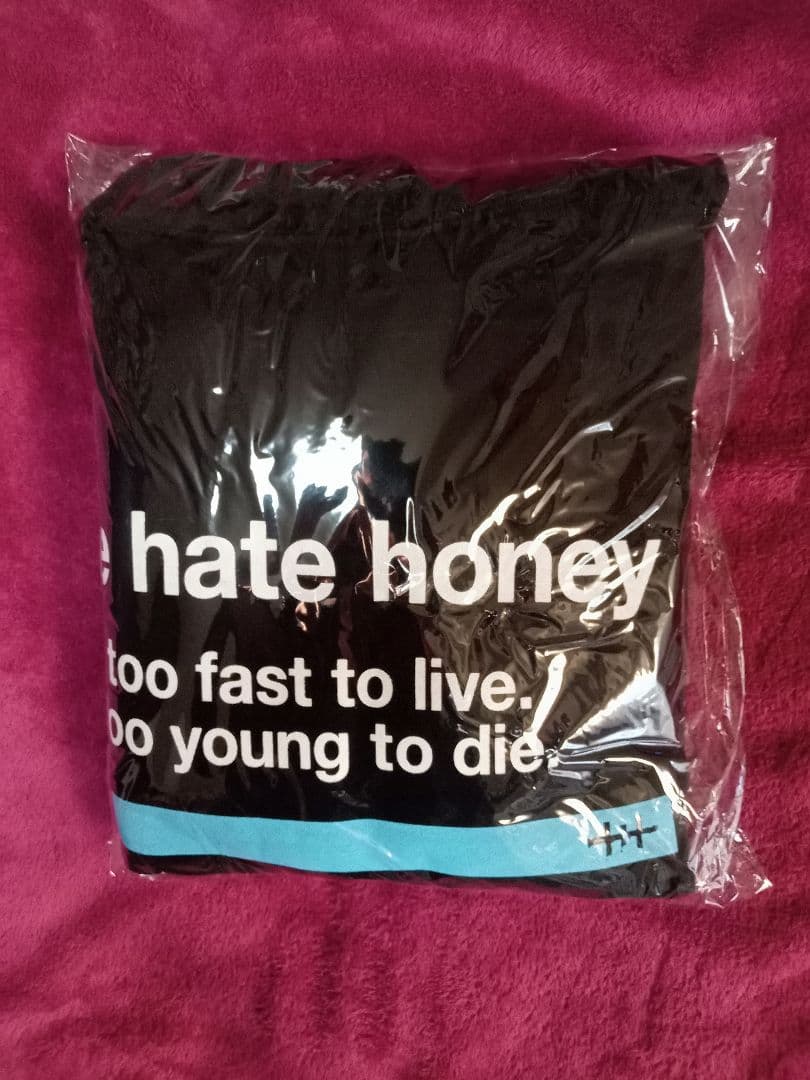 e hate honey
too fast to live.
oo young to die.